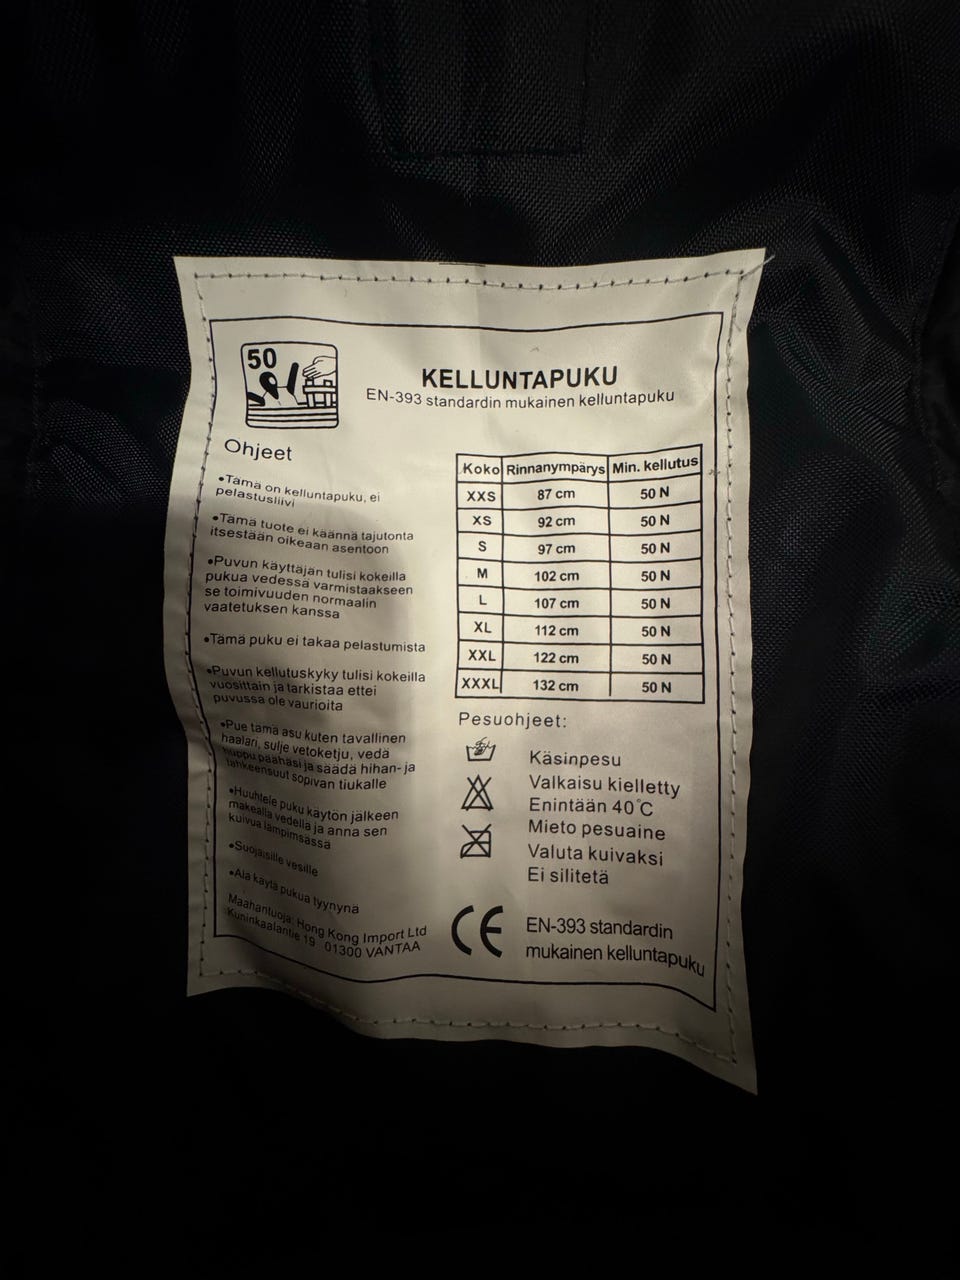 50
KELLUNTAPUKU
EN-393 standardin mukainen kelluntapuku
Ohjeet
•Tämä on kelluntapuku, ei
pelastusliivi
•Tämä tuote ei käännä tajutonta
itsestään oikeaan asentoon
•Puvun käyttäjän tulisi kokeilla
pukua vedessä varmistaakseen
se toimivuuden normaalin
vaatetuksen kanssa
•Tämä puku ei takaa pelastumista
•Puvun kellutuskyky tulisi kokeilla
vuosittain ja tarkistaa ettei
puvussa ole vaurioita
•Pue tämä asu kuten tavallinen
haalari, sulje vetoketju, vedä
huppu päähäsi ja säädä hihan- ja
lahkeensuut sopivan tiukalle
•Huuhtele puku käytön jälkeen
makealla vedellä ja anna sen
kuivua lämpimässä
•Suojaisille vesille
•Älä käytä pukua tyynynä
Maahantuoja: Hong Kong Import Ltd
Kuninkaalantie 19 01300 VANTAA
Koko Rinnanympärys Min. kellutus
XXS 87 cm 50 N
XS 92 cm 50 N
S 97 cm 50 N
M 102 cm 50 N
L 107 cm 50 N
XL 112 cm 50 N
XXL 122 cm 50 N
XXXL 132 cm 50 N
Pesuohjeet:
Käsinpesu
Valkaisu kielletty
Enintään 40°C
Mieto pesuaine
Valuta kuivaksi
Ei silitetä
CE EN-393 standardin
mukainen kelluntapuku